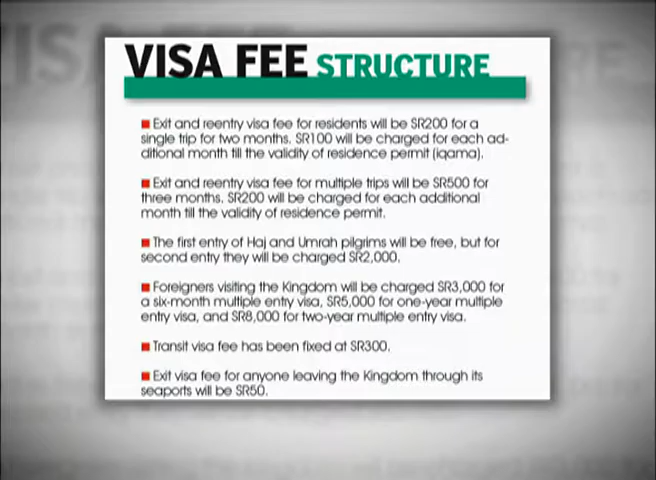 VISA FEE STRUCTURE
Exit and reentry visa fee for residents will be SR200 for a
single trip for two months. SR100 will be charged for each ad-
ditional month till the validity of residence permit (iqama).
Exit and reentry visa fee for multiple trips will be SR500 for
three months. SR200 will be charged for each additional
month till the validity of residence permit.
The first entry of Haj and Umrah pilgrims will be free, but for
second entry they will be charged SR2,000.
Foreigners visiting the Kingdom will be charged SR3,000 for
a six-month multiple entry visa, SR5,000 for one-year multiple
entry visa, and SR8,000 for two-year multiple entry visa.
Transit visa fee has been fixed at SR300.
Exit visa fee for anyone leaving the Kingdom through its
seaports will be SR50.